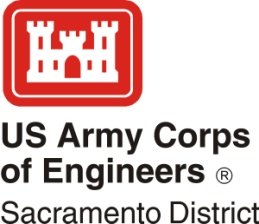 US Army Corps
of Engineers ®
Sacramento District